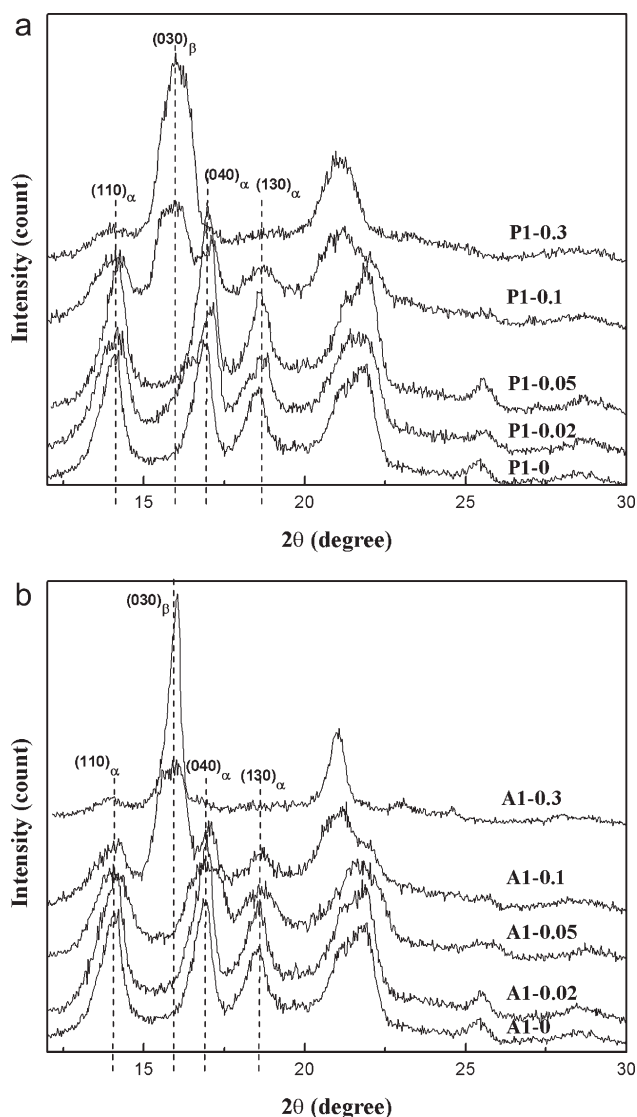 a
(030)β
(110)α
(040)α
(130)α
P1-0.3
P1-0.1
P1-0.05
P1-0.02
P1-0
Intensity (count)
15
20
25
30
2θ (degree)
b
(030)β
(110)α
(040)α
(130)α
A1-0.3
A1-0.1
A1-0.05
A1-0.02
A1-0
Intensity (count)
15
20
25
30
2θ (degree)